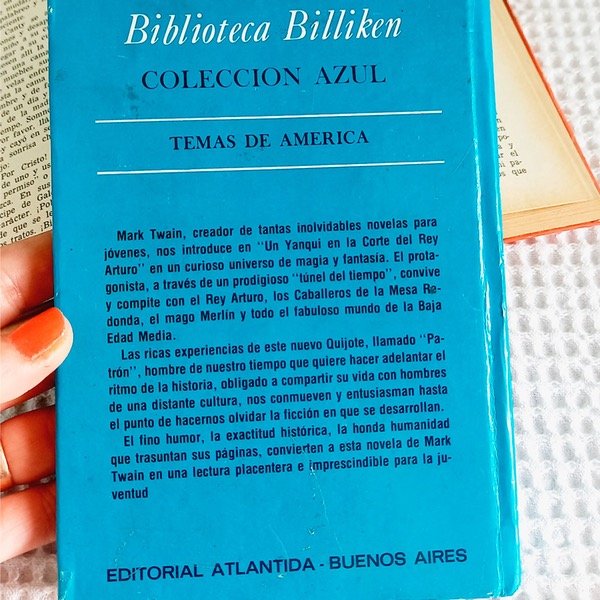 Biblioteca Billiken
COLECCION AZUL
TEMAS DE AMERICA
Mark Twain, creador de tantas inolvidables novelas para
jóvenes, nos introduce en "Un Yanqui en la Corte del Rey
Arturo" en un curioso universo de magia y fantasía. El prota-
gonista, a través de un prodigioso "túnel del tiempo", convive
y compite con el Rey Arturo, los Caballeros de la Mesa Re-
donda, el mago Merlín y todo el fabuloso mundo de la Baja
Edad Media.
Las ricas experiencias de este nuevo Quijote, llamado "Pa-
trón", hombre de nuestro tiempo que quiere hacer adelantar el
ritmo de la historia, obligado a compartir su vida con hombres
de una distante cultura, nos conmueven y entusiasman hasta
el punto de hacernos olvidar la ficción en que se desarrollan.
El fino humor, la exactitud histórica, la honda humanidad
que trasuntan sus páginas, convierten a esta novela de Mark
Twain en una lectura placentera e imprescindible para la ju-
ventud
EDITORIAL ATLANTIDA - BUENOS AIRES